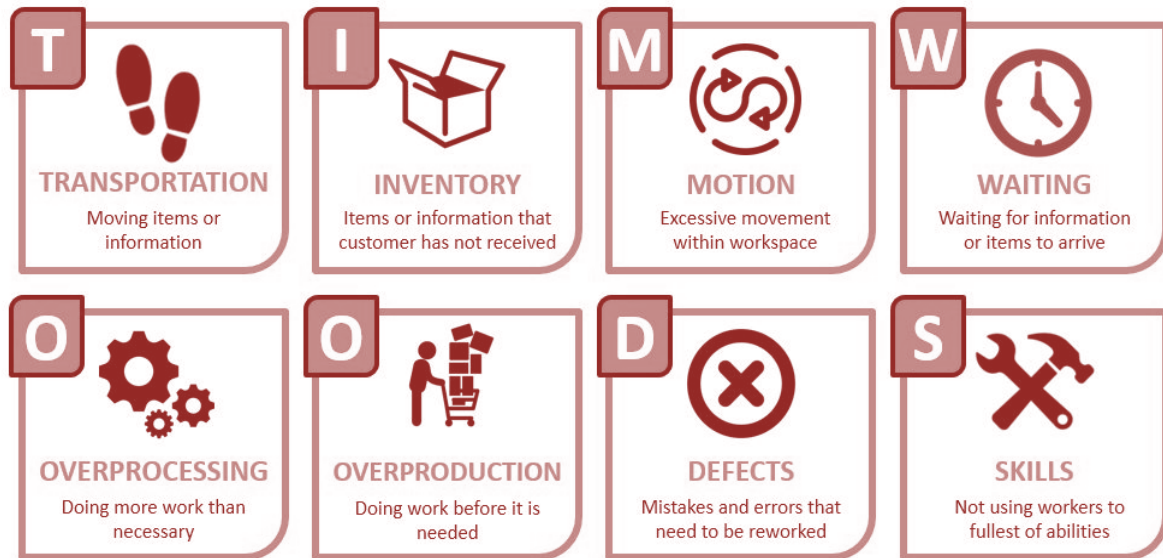 T
TRANSPORTATION
Moving items or
information
I
INVENTORY
Items or information that
customer has not received
M
MOTION
Excessive movement
within workspace
W
WAITING
Waiting for information
or items to arrive
O
OVERPROCESSING
Doing more work than
necessary
O
OVERPRODUCTION
Doing work before it is
needed
D
DEFECTS
Mistakes and errors that
need to be reworked
S
SKILLS
Not using workers to
fullest of abilities